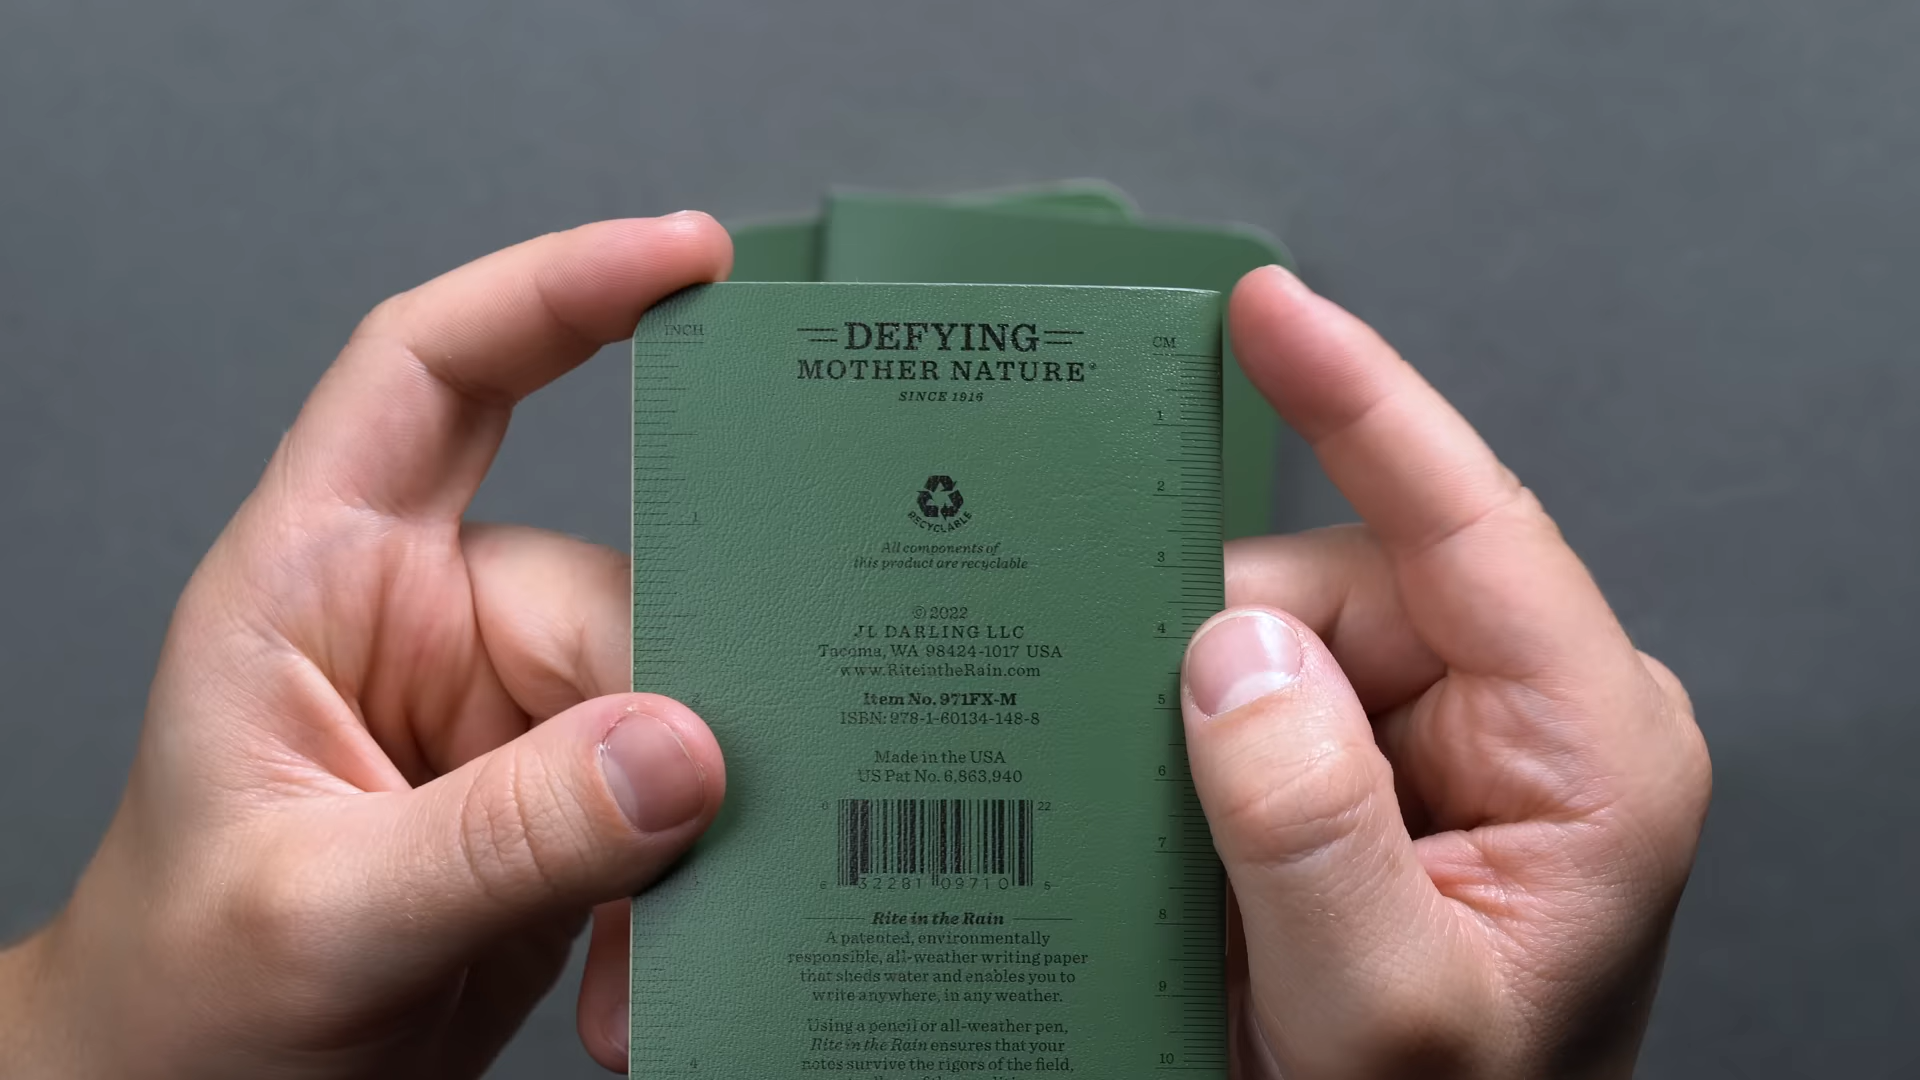 INCH
DEFYING
MOTHER NATURE®
SINCE 1916
CM
1
2
3
4
5
6
7
8
9
10
1
4
RECYCLABLE
All components of
this product are recyclable
© 2022
JL DARLING LLC
Tacoma, WA 98424-1017 USA
www.RiteintheRain.com
Item No. 971FX-M
ISBN: 978-1-60134-148-8
Made in the USA
US Pat No. 6,863,940
0 22
6 32281 09710 5
Rite in the Rain
A patented, environmentally
responsible, all-weather writing paper
that sheds water and enables you to
write anywhere, in any weather.
Using a pencil or all-weather pen,
Rite in the Rain ensures that your
notes survive the rigors of the field,